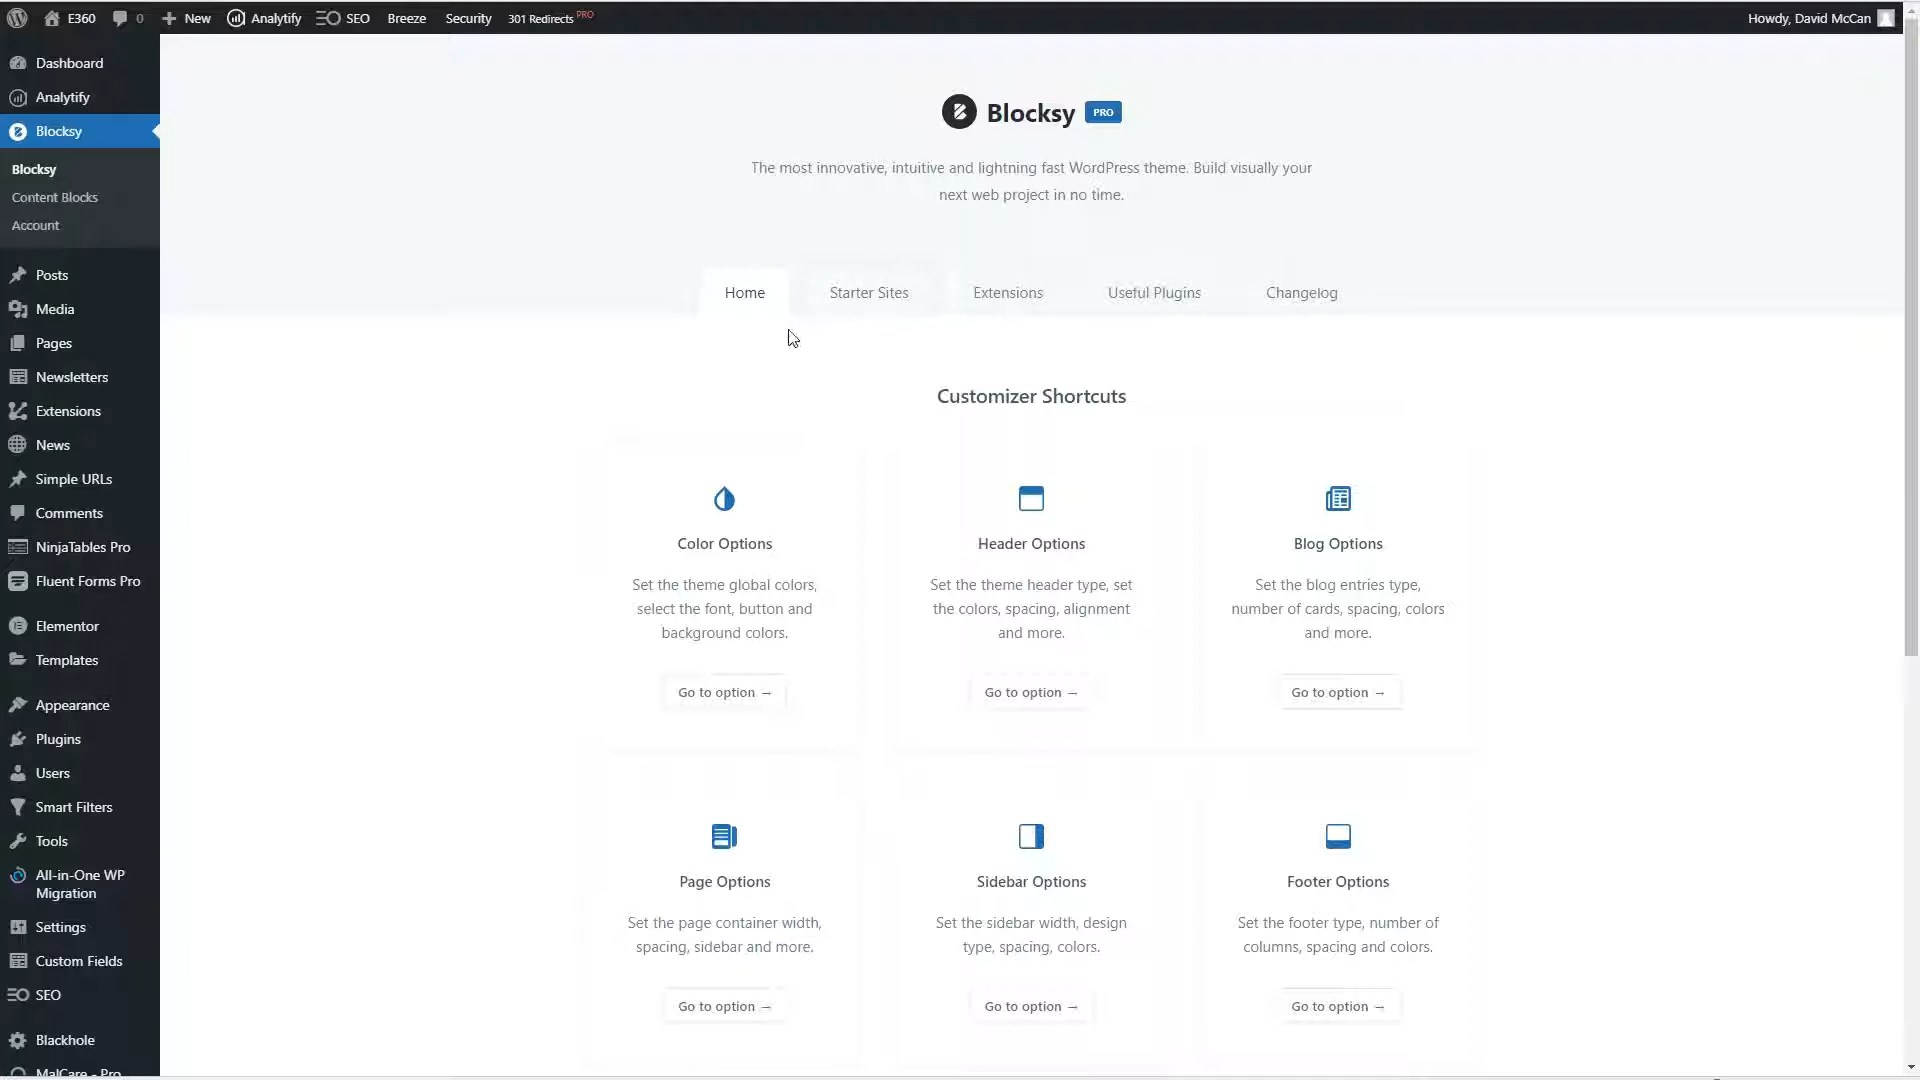 E360
0
New
Analytify
SEO
Breeze
Security
301 Redirects PRO
Howdy, David McCan
Dashboard
Analytify
Blocksy
Blocksy
Content Blocks
Account
Posts
Media
Pages
Newsletters
Extensions
News
Simple URLs
Comments
NinjaTables Pro
Fluent Forms Pro
Elementor
Templates
Appearance
Plugins
Users
Smart Filters
Tools
All-in-One WP
Migration
Settings
Custom Fields
SEO
Blackhole
MalCare - Pro
Blocksy PRO
The most innovative, intuitive and lightning fast WordPress theme. Build visually your
next web project in no time.
Home
Starter Sites
Extensions
Useful Plugins
Changelog
Customizer Shortcuts
Color Options
Set the theme global colors,
select the font, button and
background colors.
Go to option →
Header Options
Set the theme header type, set
the colors, spacing, alignment
and more.
Go to option →
Blog Options
Set the blog entries type,
number of cards, spacing, colors
and more.
Go to option →
Page Options
Set the page container width,
spacing, sidebar and more.
Go to option →
Sidebar Options
Set the sidebar width, design
type, spacing, colors.
Go to option →
Footer Options
Set the footer type, number of
columns, spacing and colors.
Go to option →